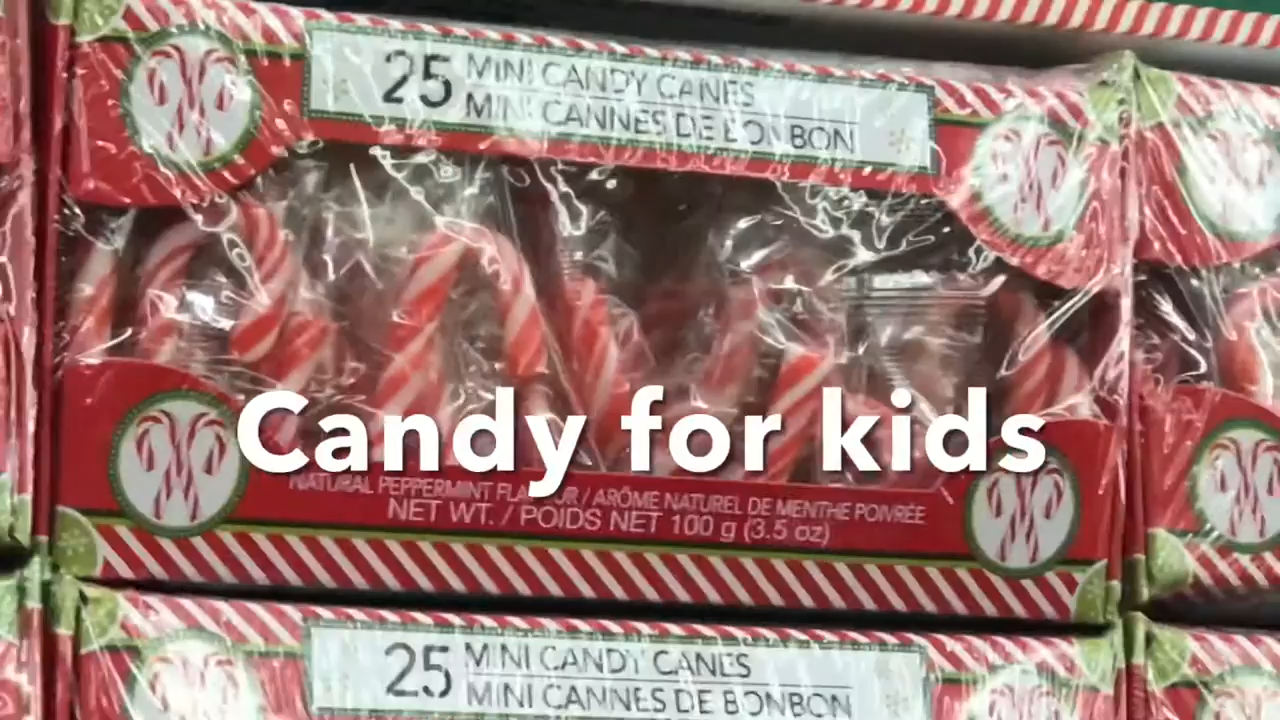 25 MINI CANDY CANES
MINI CANNES DE BONBON
Candy for kids
NATURAL PEPPERMINT FLAVOUR / ARÔME NATUREL DE MENTHE POIVRÉE
NET WT. / POIDS NET 100 g (3.5 oz)
25 MINI CANDY CANES
MINI CANNES DE BONBON